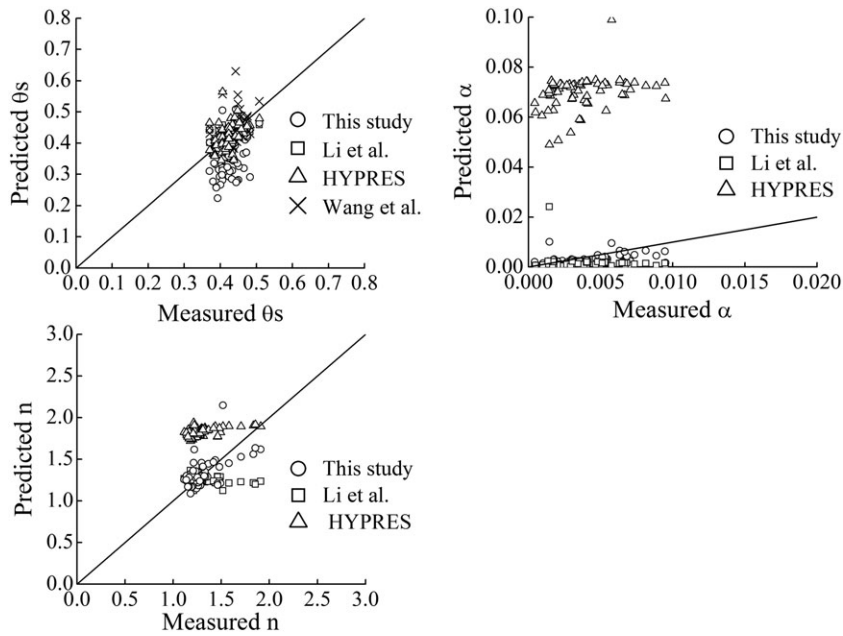 0.8
0.7
0.6
0.5
0.4
0.3
0.2
0.1
0.0
Predicted θs
This study
Li et al.
HYPRES
Wang et al.
0.0 0.1 0.2 0.3 0.4 0.5 0.6 0.7 0.8
Measured θs
0.10
0.08
0.06
0.04
0.02
0.00
Predicted α
This study
Li et al.
HYPRES
0.000 0.005 0.010 0.015 0.020
Measured α
3.0
2.5
2.0
1.5
1.0
0.5
0.0
Predicted n
This study
Li et al.
HYPRES
0.0 0.5 1.0 1.5 2.0 2.5 3.0
Measured n